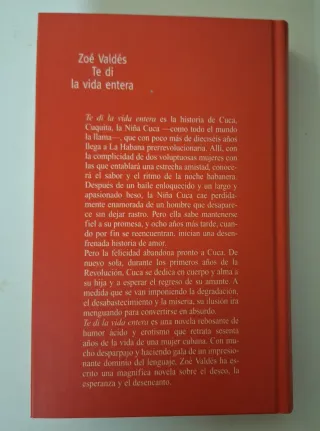 Zoé Valdés
Te di
la vida entera
Te di la vida entera es la historia de Cuca,
Cuquita, la Niña Cuca —como todo el mundo
la llama—, que con poco más de dieciséis años
llega a La Habana prerrevolucionaria. Allí, con
la complicidad de dos voluptuosas mujeres con
las que entablará una estrecha amistad, conoce-
rá el sabor y el ritmo de la noche habanera.
Después de un baile enloquecido y un largo y
apasionado beso, la Niña Cuca cae perdida-
mente enamorada de un hombre que desapare-
ce sin dejar rastro. Pero ella sabe mantenerse
fiel a su promesa, y ocho años más tarde, cuan-
do por fin se reencuentran, inician una desen-
frenada historia de amor.
Pero la felicidad abandona pronto a Cuca. De
nuevo sola, durante los primeros años de la
Revolución, Cuca se dedica en cuerpo y alma a
su hija y a esperar el regreso de su amante. A
medida que se van imponiendo la degradación,
el desabastecimiento y la miseria, su ilusión irá
menguando para convertirse en absurdo.
Te di la vida entera es una novela rebosante de
humor ácido y erotismo que retrata sesenta
años de la vida de una mujer cubana. Con mu-
cho desparpajo y haciendo gala de un impresio-
nante dominio del lenguaje, Zoé Valdés ha es-
crito una magnífica novela sobre el deseo, la
esperanza y el desencanto.